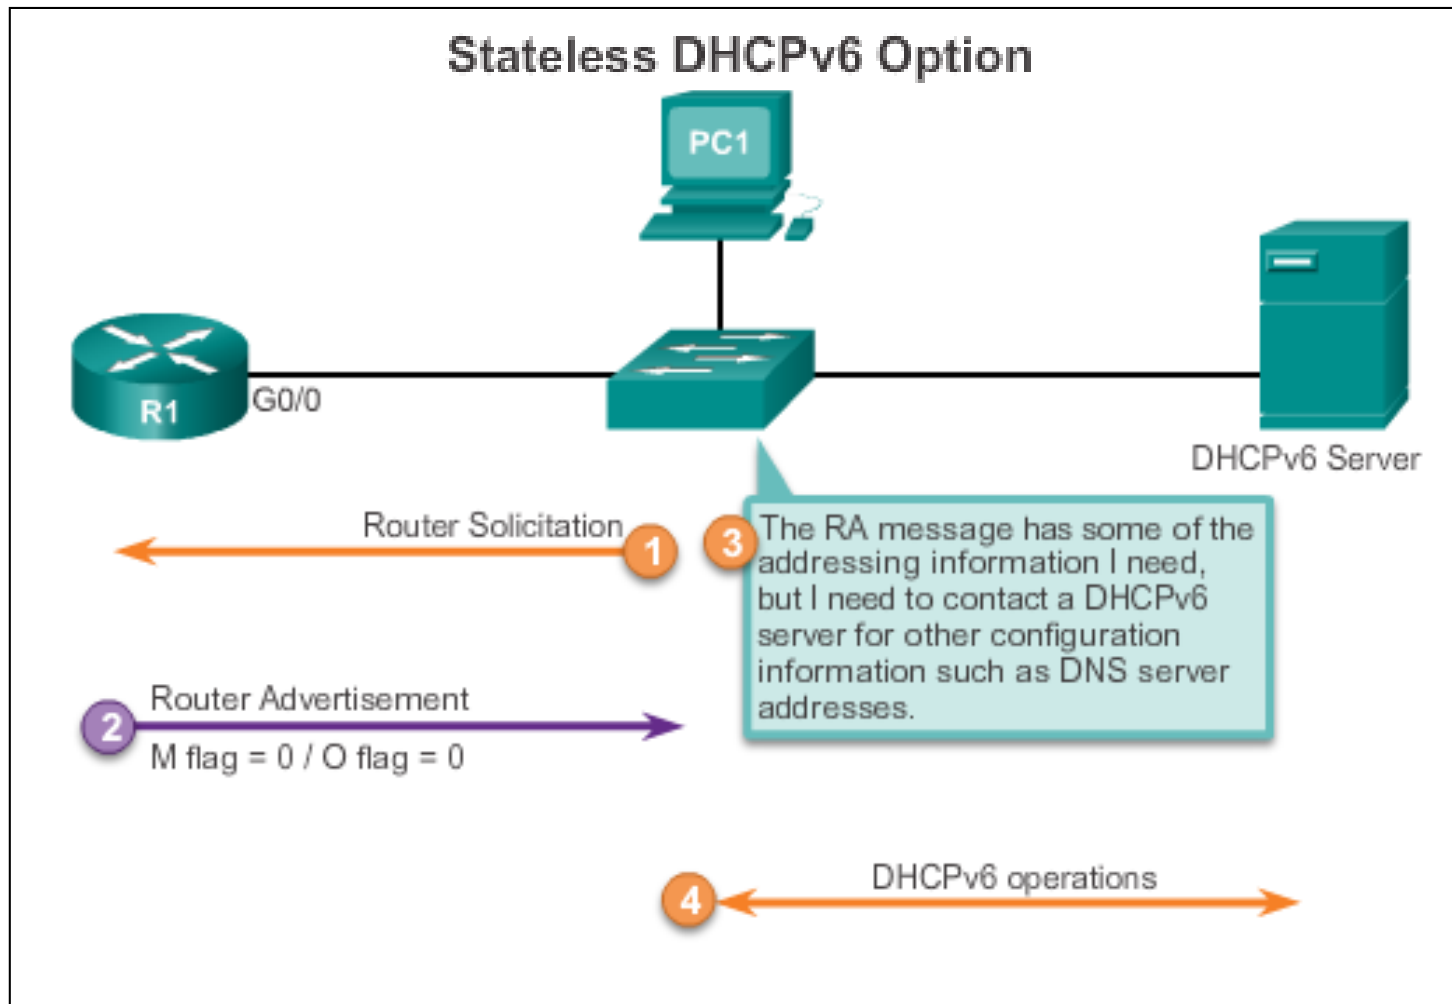 Stateless DHCPv6 Option
PC1
R1
G0/0
DHCPv6 Server
Router Solicitation
1
3
The RA message has some of the
addressing information I need,
but I need to contact a DHCPv6
server for other configuration
information such as DNS server
addresses.
2
Router Advertisement
M flag = 0 / O flag = 0
4
DHCPv6 operations